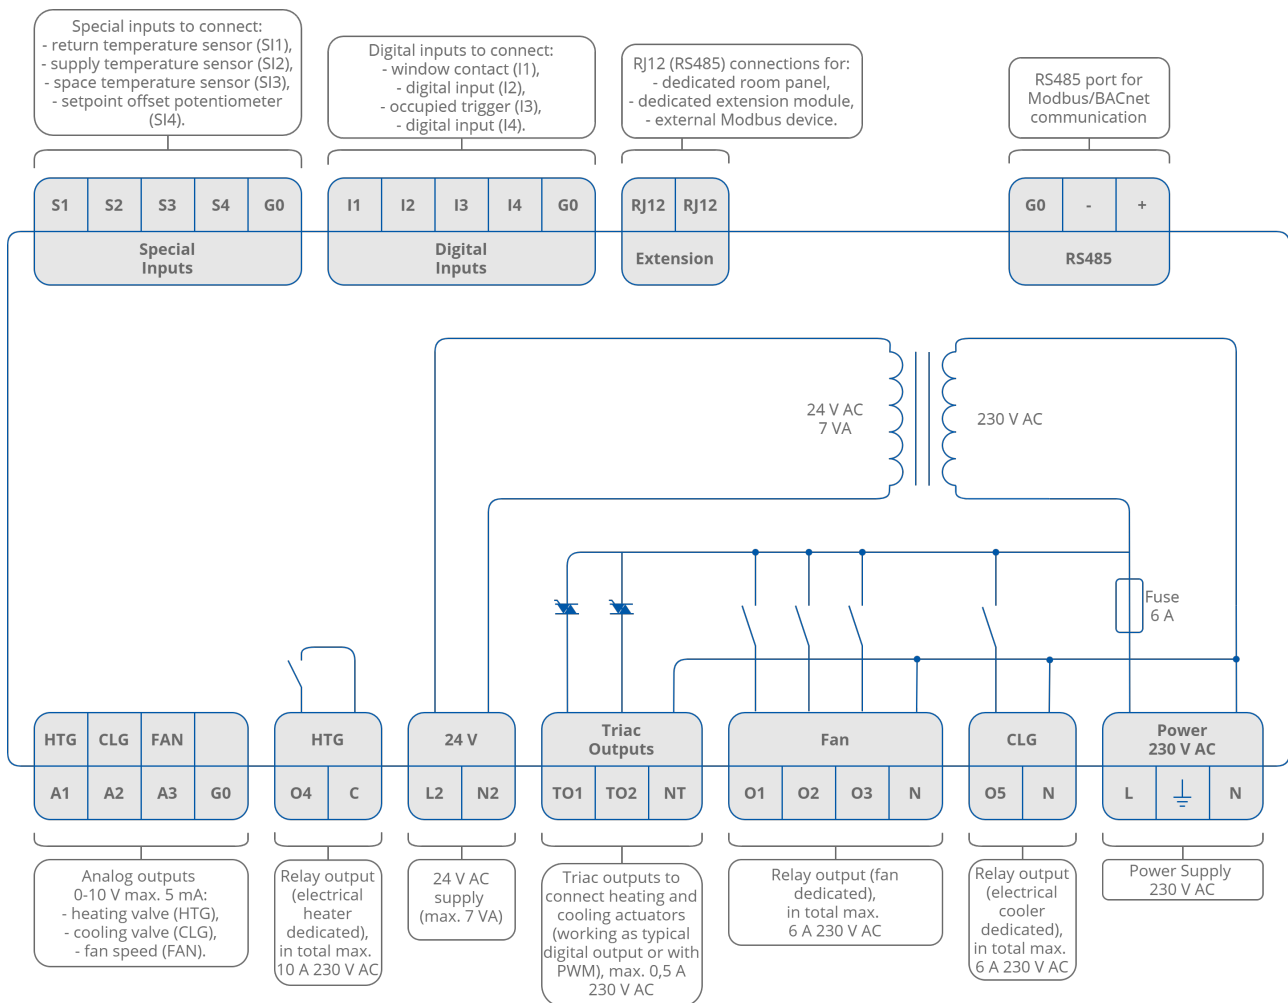 Special inputs to connect:
- return temperature sensor (SI1),
- supply temperature sensor (SI2),
- space temperature sensor (SI3),
- setpoint offset potentiometer
(SI4).
Digital inputs to connect:
- window contact (I1),
- digital input (I2),
- occupied trigger (I3),
- digital input (I4).
RJ12 (RS485) connections for:
- dedicated room panel,
- dedicated extension module,
- external Modbus device.
RS485 port for
Modbus/BACnet
communication
S1 S2 S3 S4 G0
Special
Inputs
I1 I2 I3 I4 G0
Digital
Inputs
RJ12 RJ12
Extension
G0 - +
RS485
24 V AC
7 VA
230 V AC
Fuse
6 A
HTG CLG FAN
A1 A2 A3 G0
HTG
O4 C
24 V
L2 N2
Triac
Outputs
TO1 TO2 NT
Fan
O1 O2 O3 N
CLG
O5 N
Power
230 V AC
L N
Analog outputs
0-10 V max. 5 mA:
- heating valve (HTG),
- cooling valve (CLG),
- fan speed (FAN).
Relay output
(electrical
heater
dedicated),
in total max.
10 A 230 V AC
24 V AC
supply
(max. 7 VA)
Triac outputs to
connect heating and
cooling actuators
(working as typical
digital output or with
PWM), max. 0,5 A
230 V AC
Relay output (fan
dedicated),
in total max.
6 A 230 V AC
Relay output
(electrical
cooler
dedicated),
in total max.
6 A 230 V AC
Power Supply
230 V AC